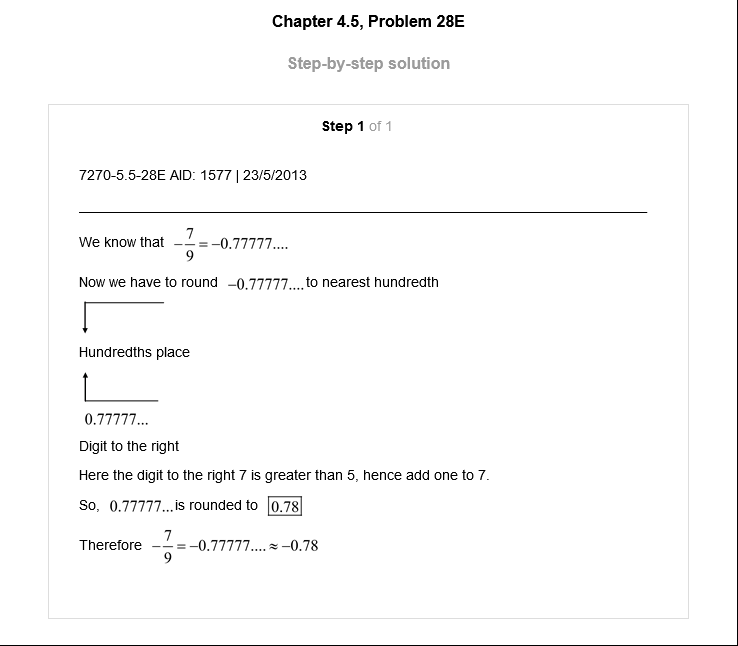 Chapter 4.5, Problem 28E
Step-by-step solution
Step 1 of 1
7270-5.5-28E AID: 1577 | 23/5/2013
We know that −7/9 = −0.77777....
Now we have to round −0.77777.... to nearest hundredth
Hundredths place
0.77777...
Digit to the right
Here the digit to the right 7 is greater than 5, hence add one to 7.
So, 0.77777... is rounded to 0.78
Therefore −7/9 = −0.77777.... ≈ −0.78